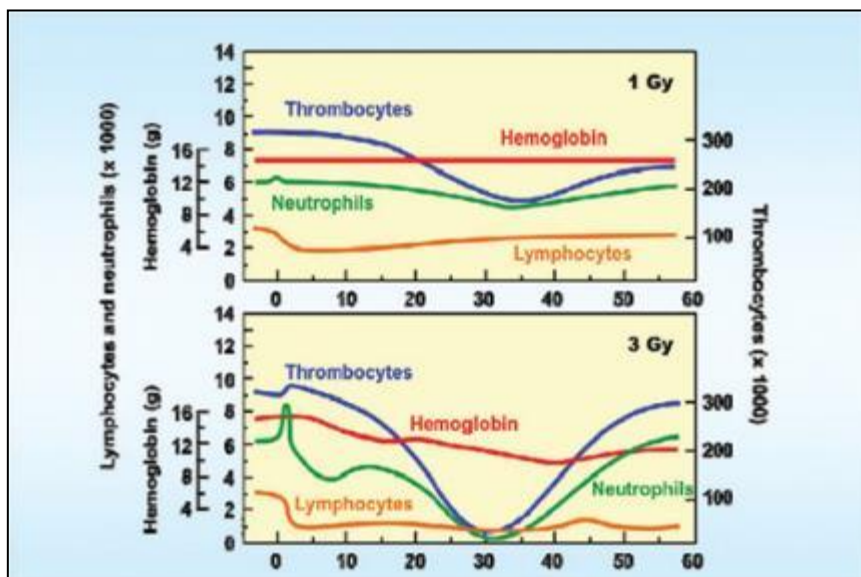 Lymphocytes and neutrophils (x 1000)
Hemoglobin (g)
16
12
8
4
14
12
10
8
6
4
2
0
1 Gy
Thrombocytes
Hemoglobin
Neutrophils
Lymphocytes
300
200
100
0 10 20 30 40 50 60
Thrombocytes (x 1000)
Hemoglobin (g)
16
12
8
4
14
12
10
8
6
4
2
0
3 Gy
Thrombocytes
Hemoglobin
Neutrophils
Lymphocytes
300
200
100
0 10 20 30 40 50 60